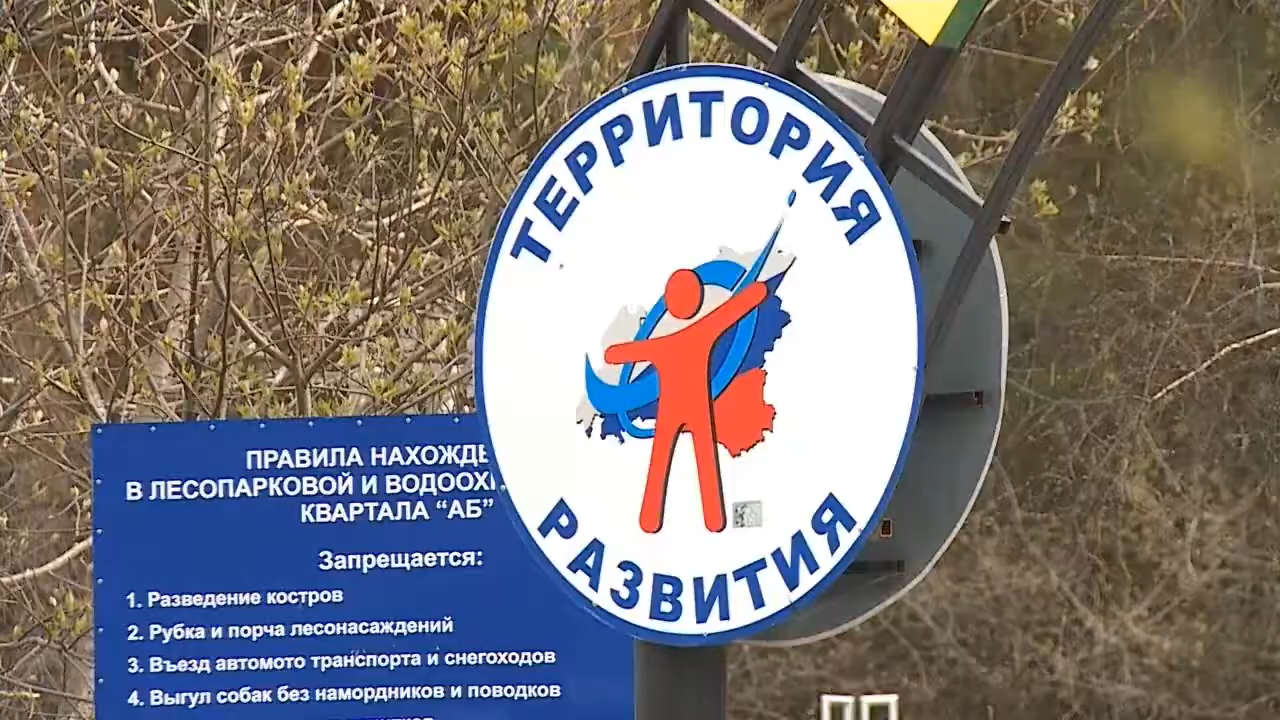 ТЕРРИТОРИЯ
РАЗВИТИЯ
ПРАВИЛА НАХОЖДЕ
В ЛЕСОПАРКОВОЙ И ВОДООХ
КВАРТАЛА “АБ”
Запрещается:
1. Разведение костров
2. Рубка и порча лесонасаждений
3. Въезд автомото транспорта и снегоходов
4. Выгул собак без намордников и поводков